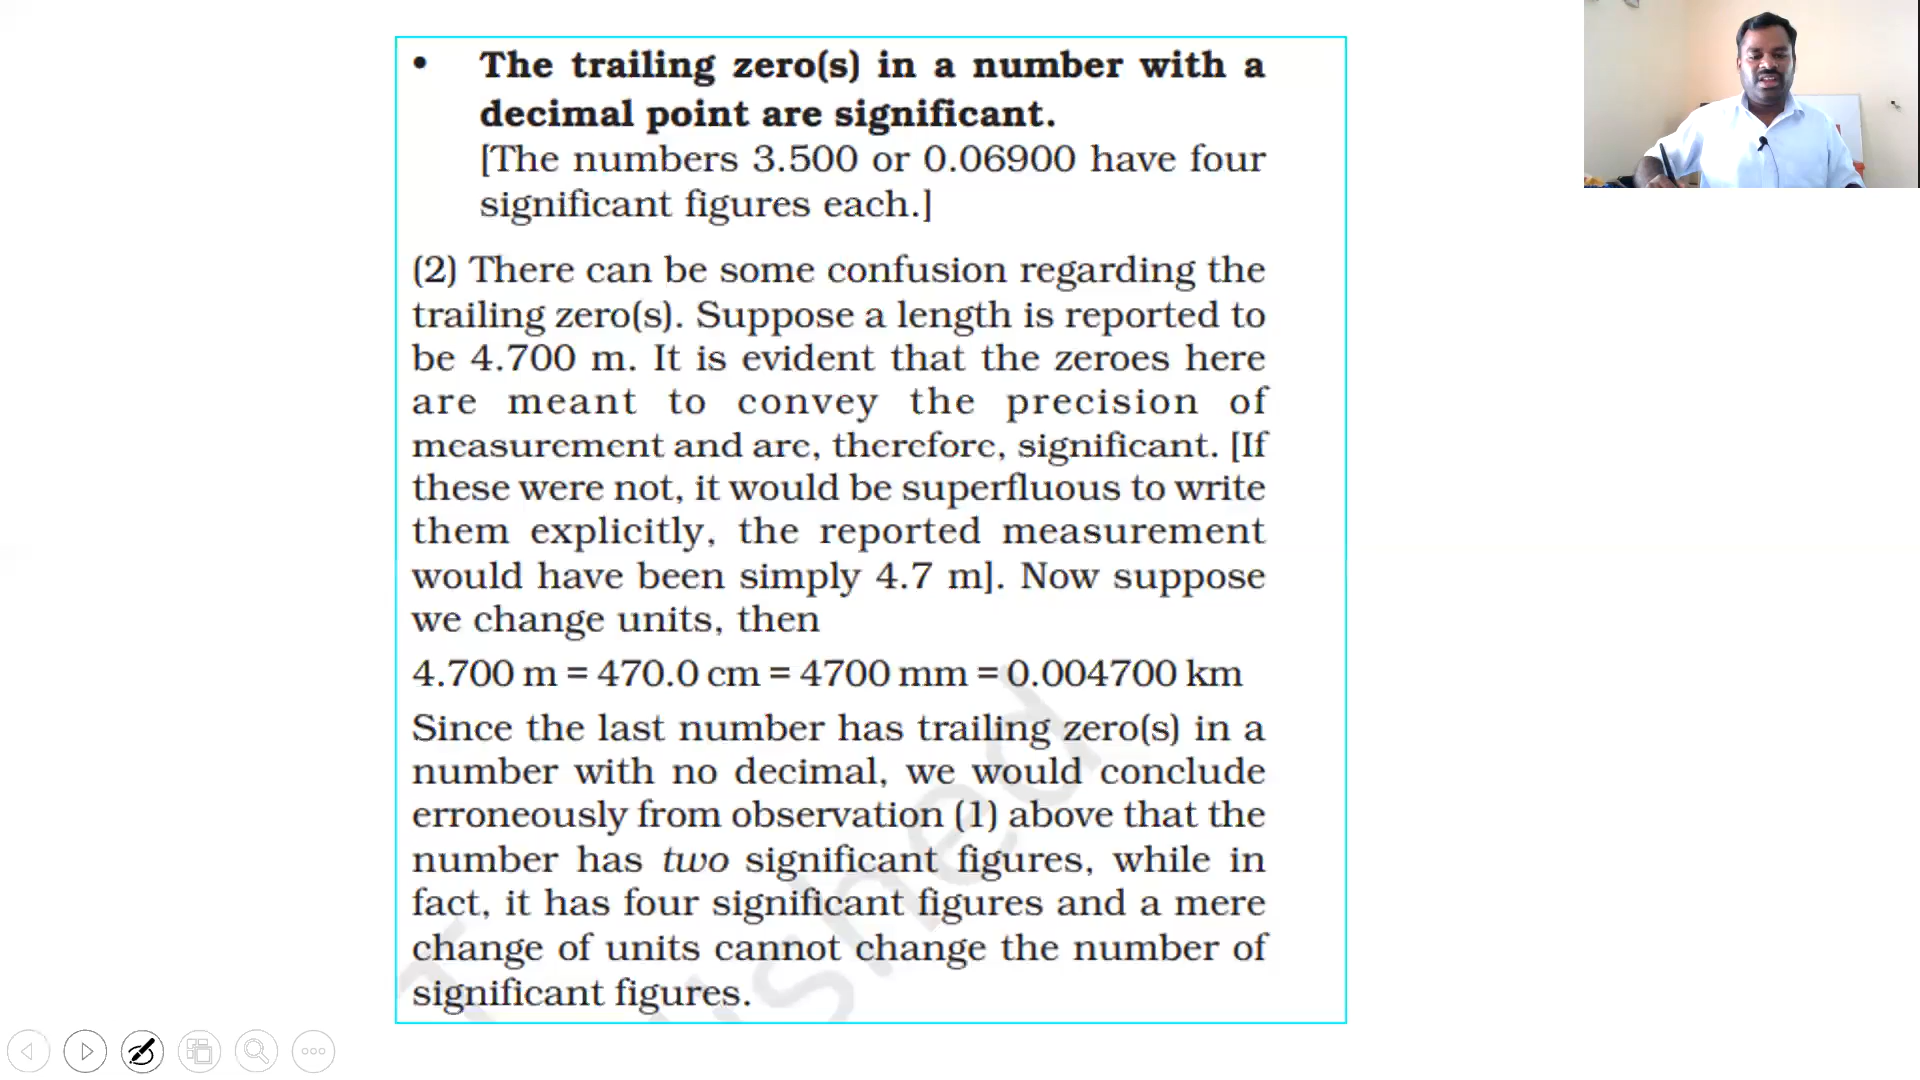 • The trailing zero(s) in a number with a
decimal point are significant.
[The numbers 3.500 or 0.06900 have four
significant figures each.]
(2) There can be some confusion regarding the
trailing zero(s). Suppose a length is reported to
be 4.700 m. It is evident that the zeroes here
are meant to convey the precision of
measurement and are, therefore, significant. [If
these were not, it would be superfluous to write
them explicitly, the reported measurement
would have been simply 4.7 m]. Now suppose
we change units, then
4.700 m = 470.0 cm = 4700 mm = 0.004700 km
Since the last number has trailing zero(s) in a
number with no decimal, we would conclude
erroneously from observation (1) above that the
number has two significant figures, while in
fact, it has four significant figures and a mere
change of units cannot change the number of
significant figures.